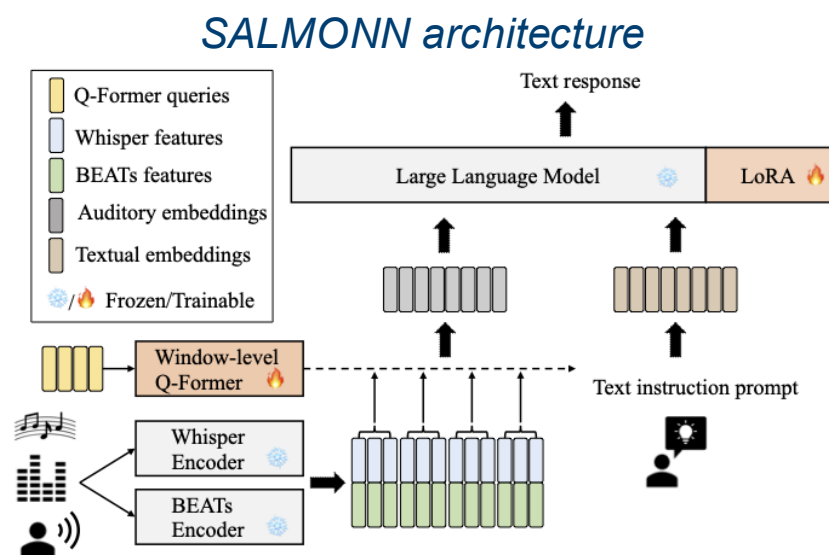 SALMONN architecture
Q-Former queries
Whisper features
BEATs features
Auditory embeddings
Textual embeddings
/ Frozen/Trainable
Text response
Large Language Model
LoRA
Window-level
Q-Former
Text instruction prompt
Whisper
Encoder
BEATs
Encoder